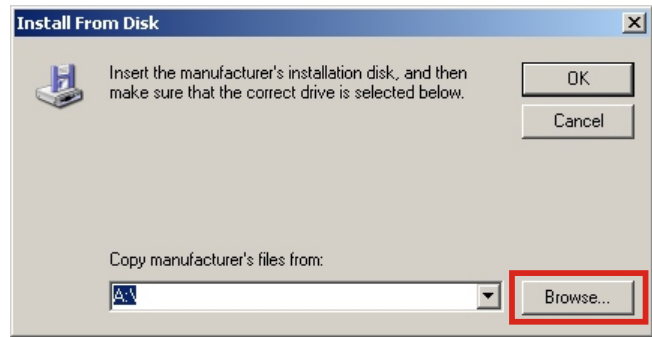 Install From Disk
Insert the manufacturer's installation disk, and then
make sure that the correct drive is selected below.
OK
Cancel
Copy manufacturer's files from:
A:\
Browse...